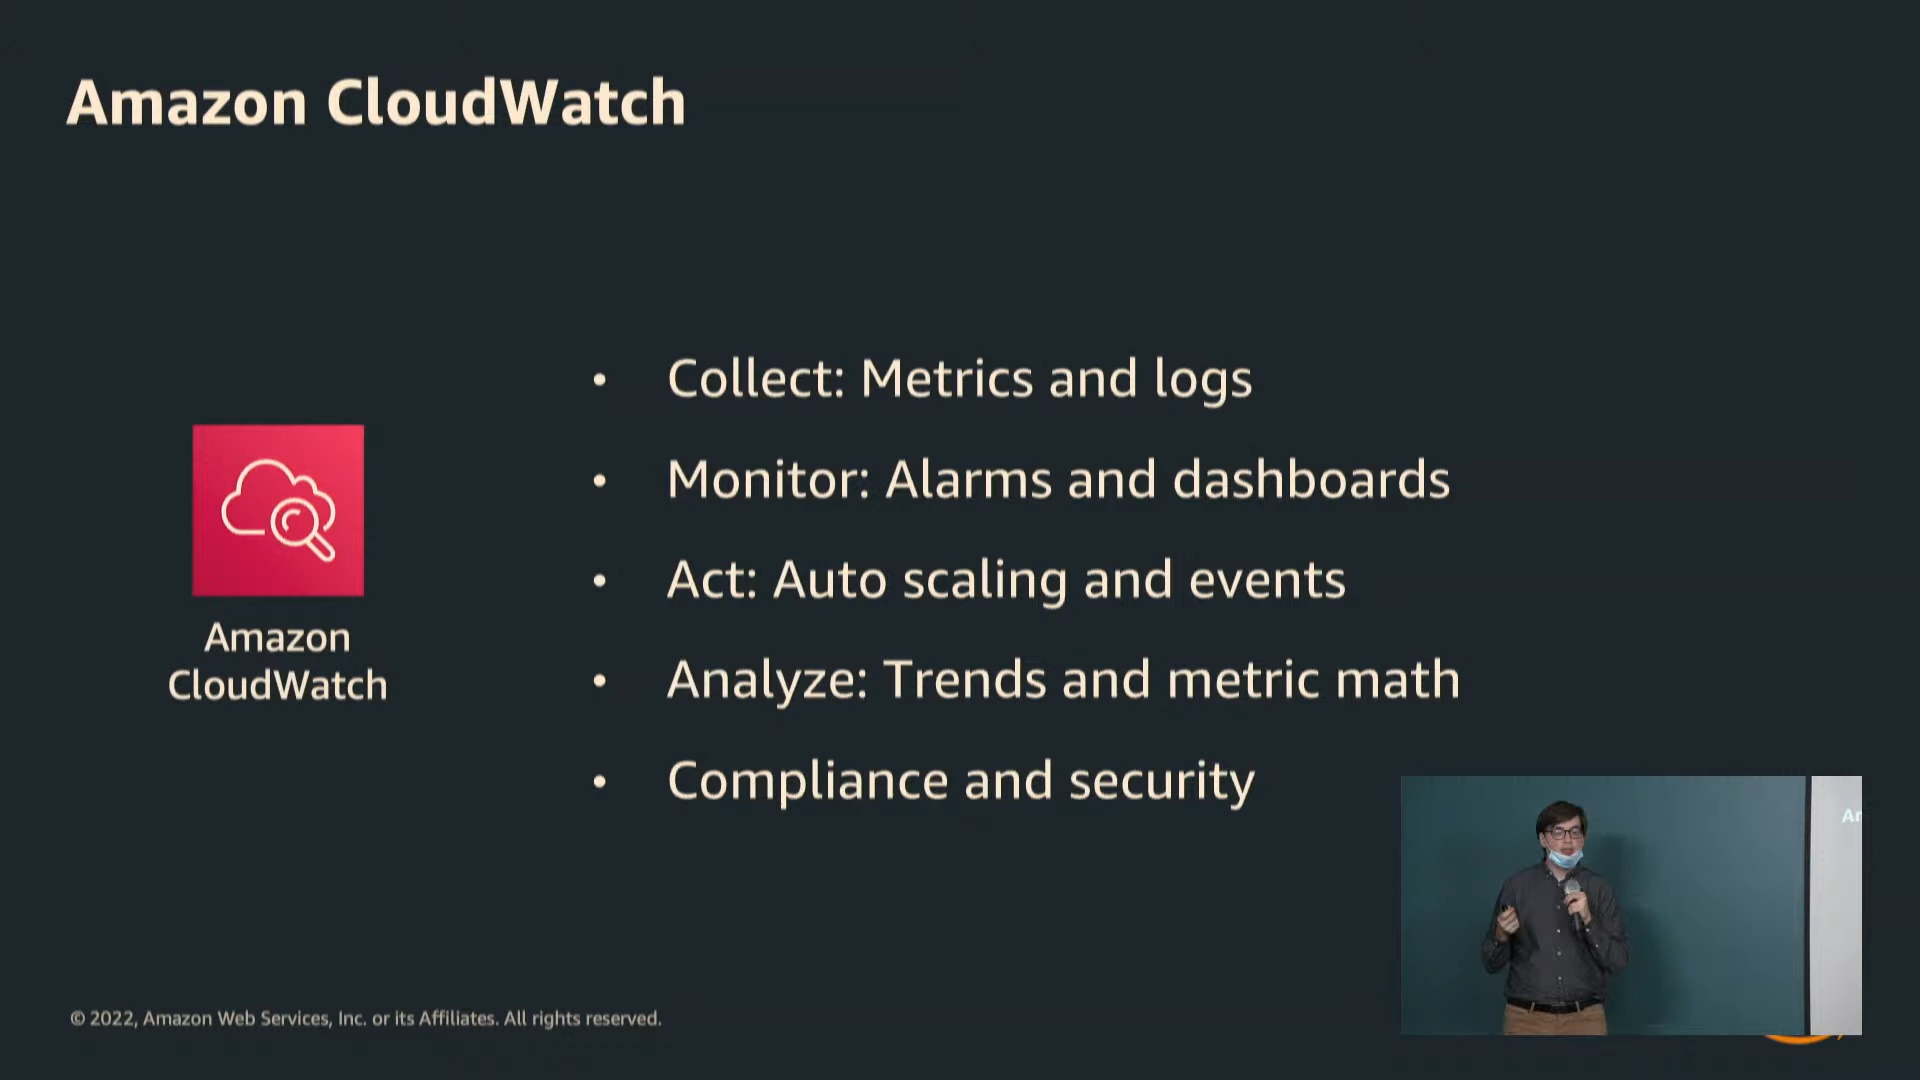 Amazon CloudWatch
• Collect: Metrics and logs
• Monitor: Alarms and dashboards
• Act: Auto scaling and events
• Analyze: Trends and metric math
• Compliance and security
Amazon
CloudWatch
© 2022, Amazon Web Services, Inc. or its Affiliates. All rights reserved.